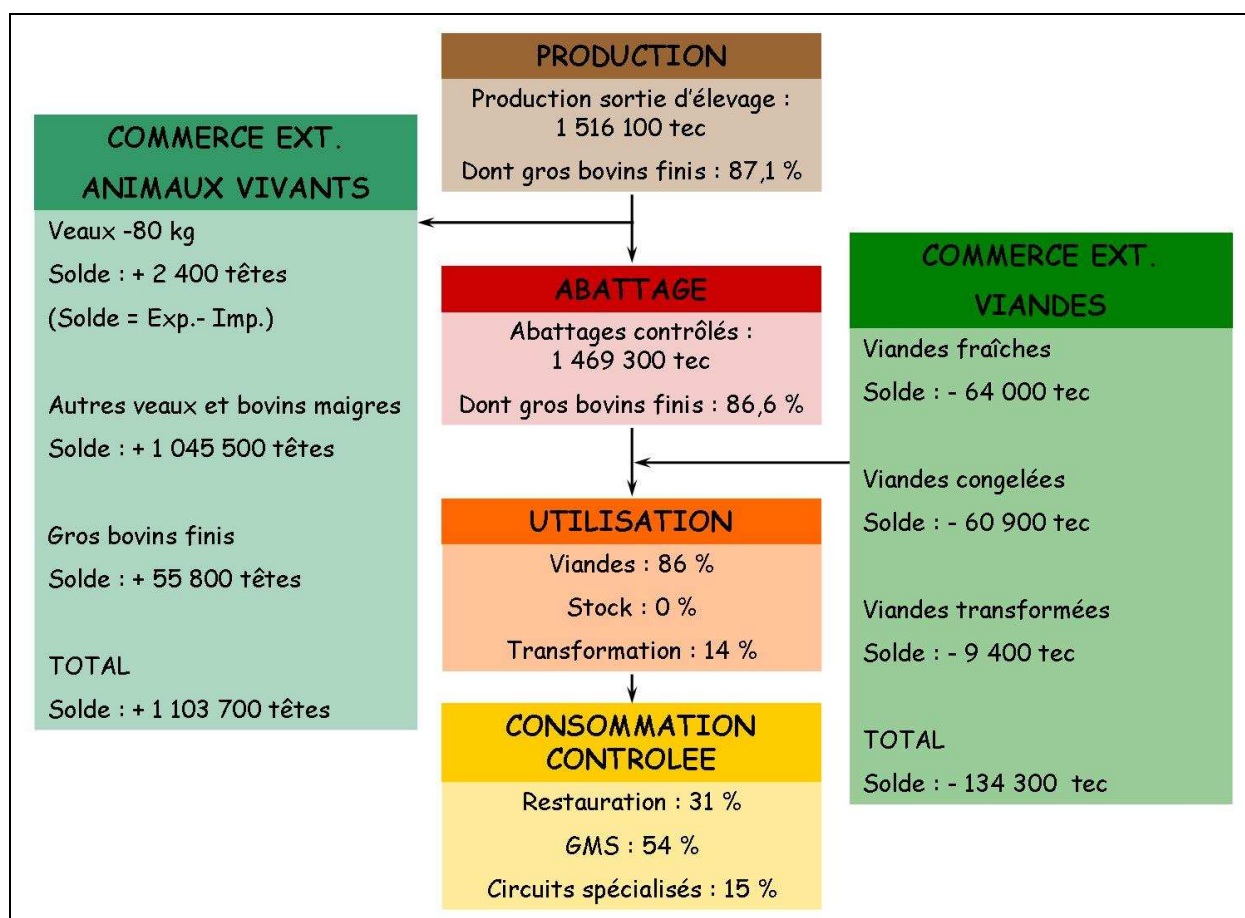 PRODUCTION
Production sortie d'élevage :
1 516 100 tec
Dont gros bovins finis : 87,1 %
COMMERCE EXT.
ANIMAUX VIVANTS
Veaux -80 kg
Solde : + 2 400 têtes
(Solde = Exp.- Imp.)
Autres veaux et bovins maigres
Solde : + 1 045 500 têtes
Gros bovins finis
Solde : + 55 800 têtes
TOTAL
Solde : + 1 103 700 têtes
ABATTAGE
Abattages contrôlés :
1 469 300 tec
Dont gros bovins finis : 86,6 %
COMMERCE EXT.
VIANDES
Viandes fraîches
Solde : - 64 000 tec
Viandes congelées
Solde : - 60 900 tec
Viandes transformées
Solde : - 9 400 tec
TOTAL
Solde : - 134 300 tec
UTILISATION
Viandes : 86 %
Stock : 0 %
Transformation : 14 %
CONSOMMATION
CONTROLEE
Restauration : 31 %
GMS : 54 %
Circuits spécialisés : 15 %